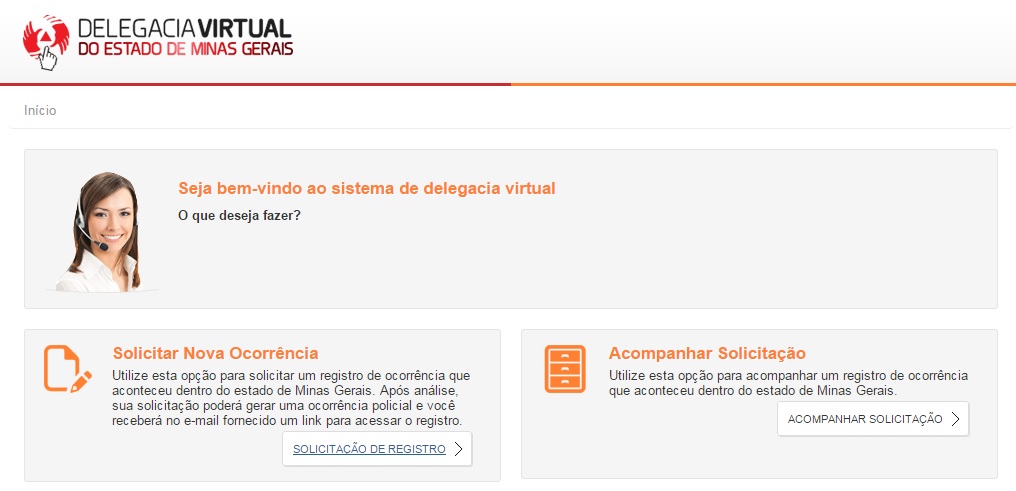 DELEGACIA VIRTUAL
DO ESTADO DE MINAS GERAIS
Início
Seja bem-vindo ao sistema de delegacia virtual
O que deseja fazer?
Solicitar Nova Ocorrência
Utilize esta opção para solicitar um registro de ocorrência que
aconteceu dentro do estado de Minas Gerais. Após análise,
sua solicitação poderá gerar uma ocorrência policial e você
receberá no e-mail fornecido um link para acessar o registro.
SOLICITAÇÃO DE REGISTRO
Acompanhar Solicitação
Utilize esta opção para acompanhar um registro de ocorrência
que aconteceu dentro do estado de Minas Gerais.
ACOMPANHAR SOLICITAÇÃO